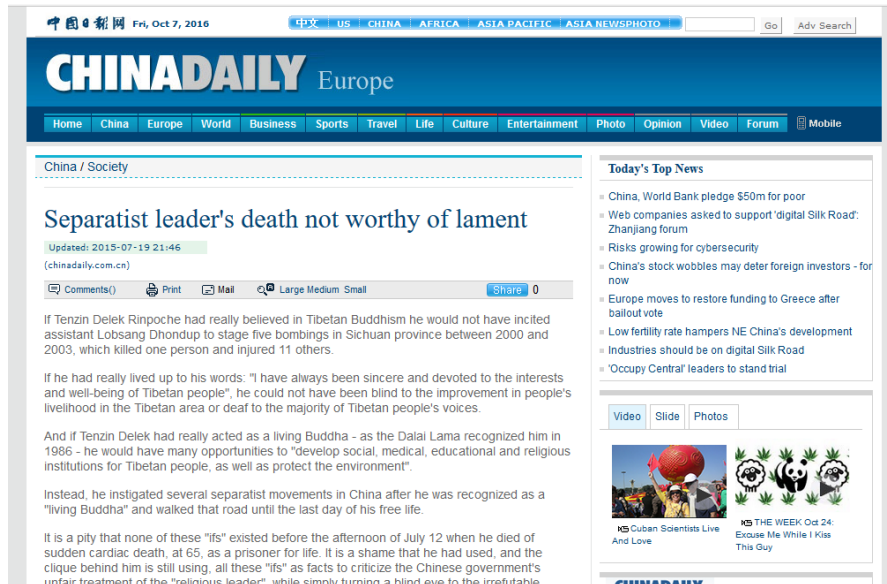 中国日报网 Fri, Oct 7, 2016
中文 US CHINA AFRICA ASIA PACIFIC ASIA NEWSPHOTO
Go Adv Search
CHINADAILY Europe
Home China Europe World Business Sports Travel Life Culture Entertainment Photo Opinion Video Forum Mobile
China / Society
Separatist leader's death not worthy of lament
Updated: 2015-07-19 21:46
(chinadaily.com.cn)
Comments() Print Mail Large Medium Small Share 0
If Tenzin Delek Rinpoche had really believed in Tibetan Buddhism he would not have incited
assistant Lobsang Dhondup to stage five bombings in Sichuan province between 2000 and
2003, which killed one person and injured 11 others.
If he had really lived up to his words: "I have always been sincere and devoted to the interests
and well-being of Tibetan people", he could not have been blind to the improvement in people's
livelihood in the Tibetan area or deaf to the majority of Tibetan people's voices.
And if Tenzin Delek had really acted as a living Buddha - as the Dalai Lama recognized him in
1986 - he would have many opportunities to "develop social, medical, educational and religious
institutions for Tibetan people, as well as protect the environment".
Instead, he instigated several separatist movements in China after he was recognized as a
"living Buddha" and walked that road until the last day of his free life.
It is a pity that none of these "ifs" existed before the afternoon of July 12 when he died of
sudden cardiac death, at 65, as a prisoner for life. It is a shame that he had used, and the
clique behind him is still using, all these "ifs" as facts to criticize the Chinese government's
unfair treatment of the "religious leader", while simply turning a blind eye to the irrefutable
Today's Top News
China, World Bank pledge $50m for poor
Web companies asked to support 'digital Silk Road':
Zhanjiang forum
Risks growing for cybersecurity
China's stock wobbles may deter foreign investors - for
now
Europe moves to restore funding to Greece after
bailout vote
Low fertility rate hampers NE China's development
Industries should be on digital Silk Road
'Occupy Central' leaders to stand trial
Video Slide Photos
Cuban Scientists Live
And Love
THE WEEK Oct 24:
Excuse Me While I Kiss
This Guy
CHINADAILY